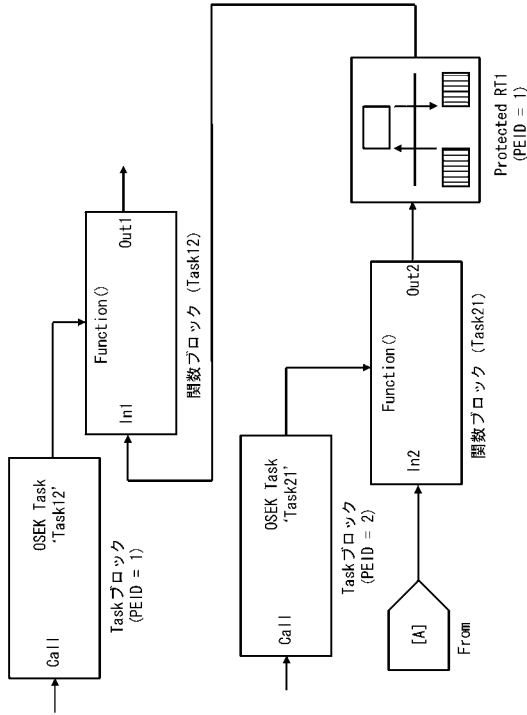 Call
OSEK Task
‘Task12’
Taskブロック
(PEID = 1)
In1
Function()
Out1
関数ブロック (Task12)
Call
OSEK Task
‘Task21’
Taskブロック
(PEID = 2)
[A]
From
In2
Function()
Out2
関数ブロック (Task21)
Protected RT1
(PEID = 1)